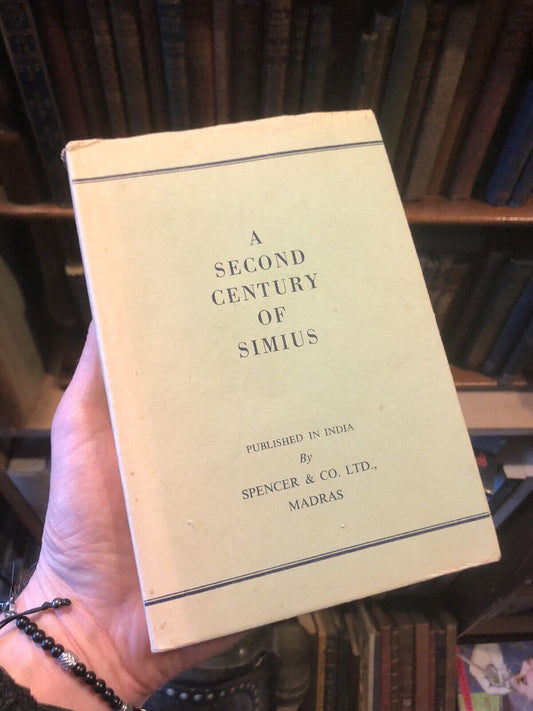 A
SECOND
CENTURY
OF
SIMIUS
PUBLISHED IN INDIA
By
SPENCER & CO. LTD.,
MADRAS